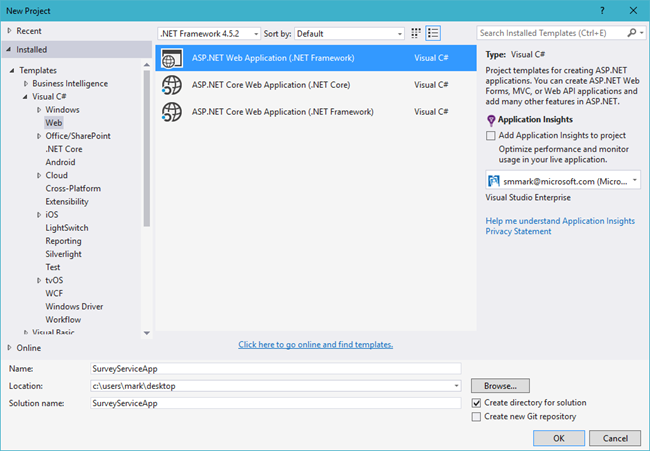 New Project
? 
Recent
Installed
Templates
Business Intelligence
Visual C#
Windows
Web
Office/SharePoint
.NET Core
Android
Cloud
Cross-Platform
Extensibility
iOS
LightSwitch
Reporting
Silverlight
Test
tvOS
WCF
Windows Driver
Workflow
Visual Basic
Online
.NET Framework 4.5.2 Sort by: Default
ASP.NET Web Application (.NET Framework) Visual C#
ASP.NET Core Web Application (.NET Core) Visual C#
ASP.NET Core Web Application (.NET Framework) Visual C#
Click here to go online and find templates.
Search Installed Templates (Ctrl+E)
Type: Visual C#
Project templates for creating ASP.NET
applications. You can create ASP.NET Web
Forms, MVC, or Web API applications and
add many other features in ASP.NET.
Application Insights
Add Application Insights to project
Optimize performance and monitor
usage in your live application.
smmark@microsoft.com (Micro...
Visual Studio Enterprise
Help me understand Application Insights
Privacy Statement
Name: SurveyServiceApp
Location: c:\users\mark\desktop Browse...
Solution name: SurveyServiceApp
Create directory for solution
Create new Git repository
OK Cancel